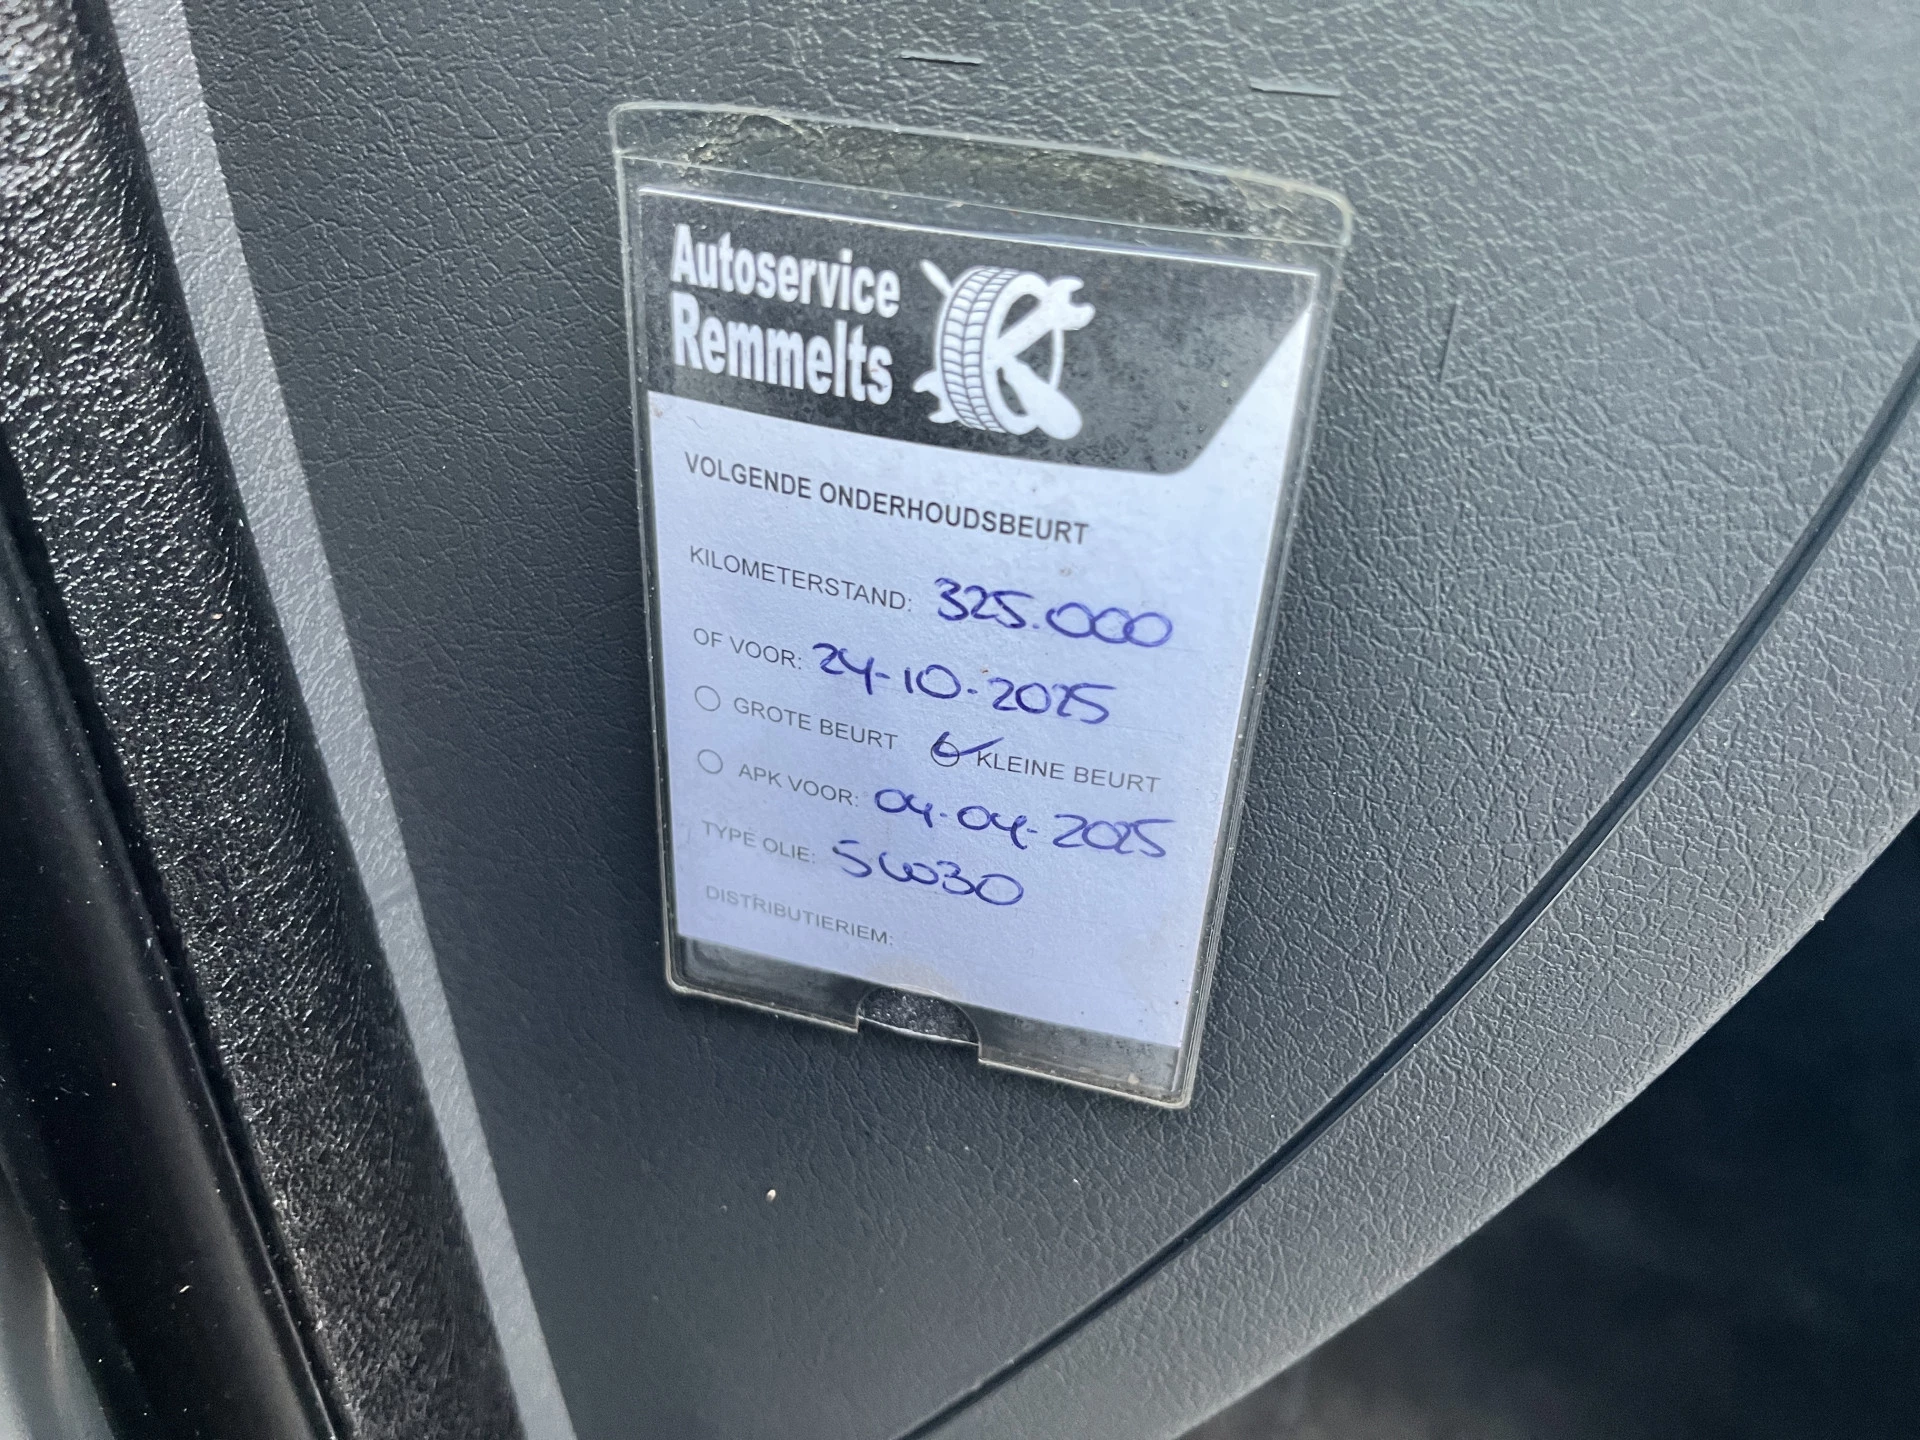 Autoservice
Remmelts
VOLGENDE ONDERHOUDSBEURT
KILOMETERSTAND: 325.000
OF VOOR: 24-10-2025
GROTE BEURT KLEINE BEURT
APK VOOR: 04-04-2025
TYPE OLIE: 5W30
DISTRIBUTIERIEM: